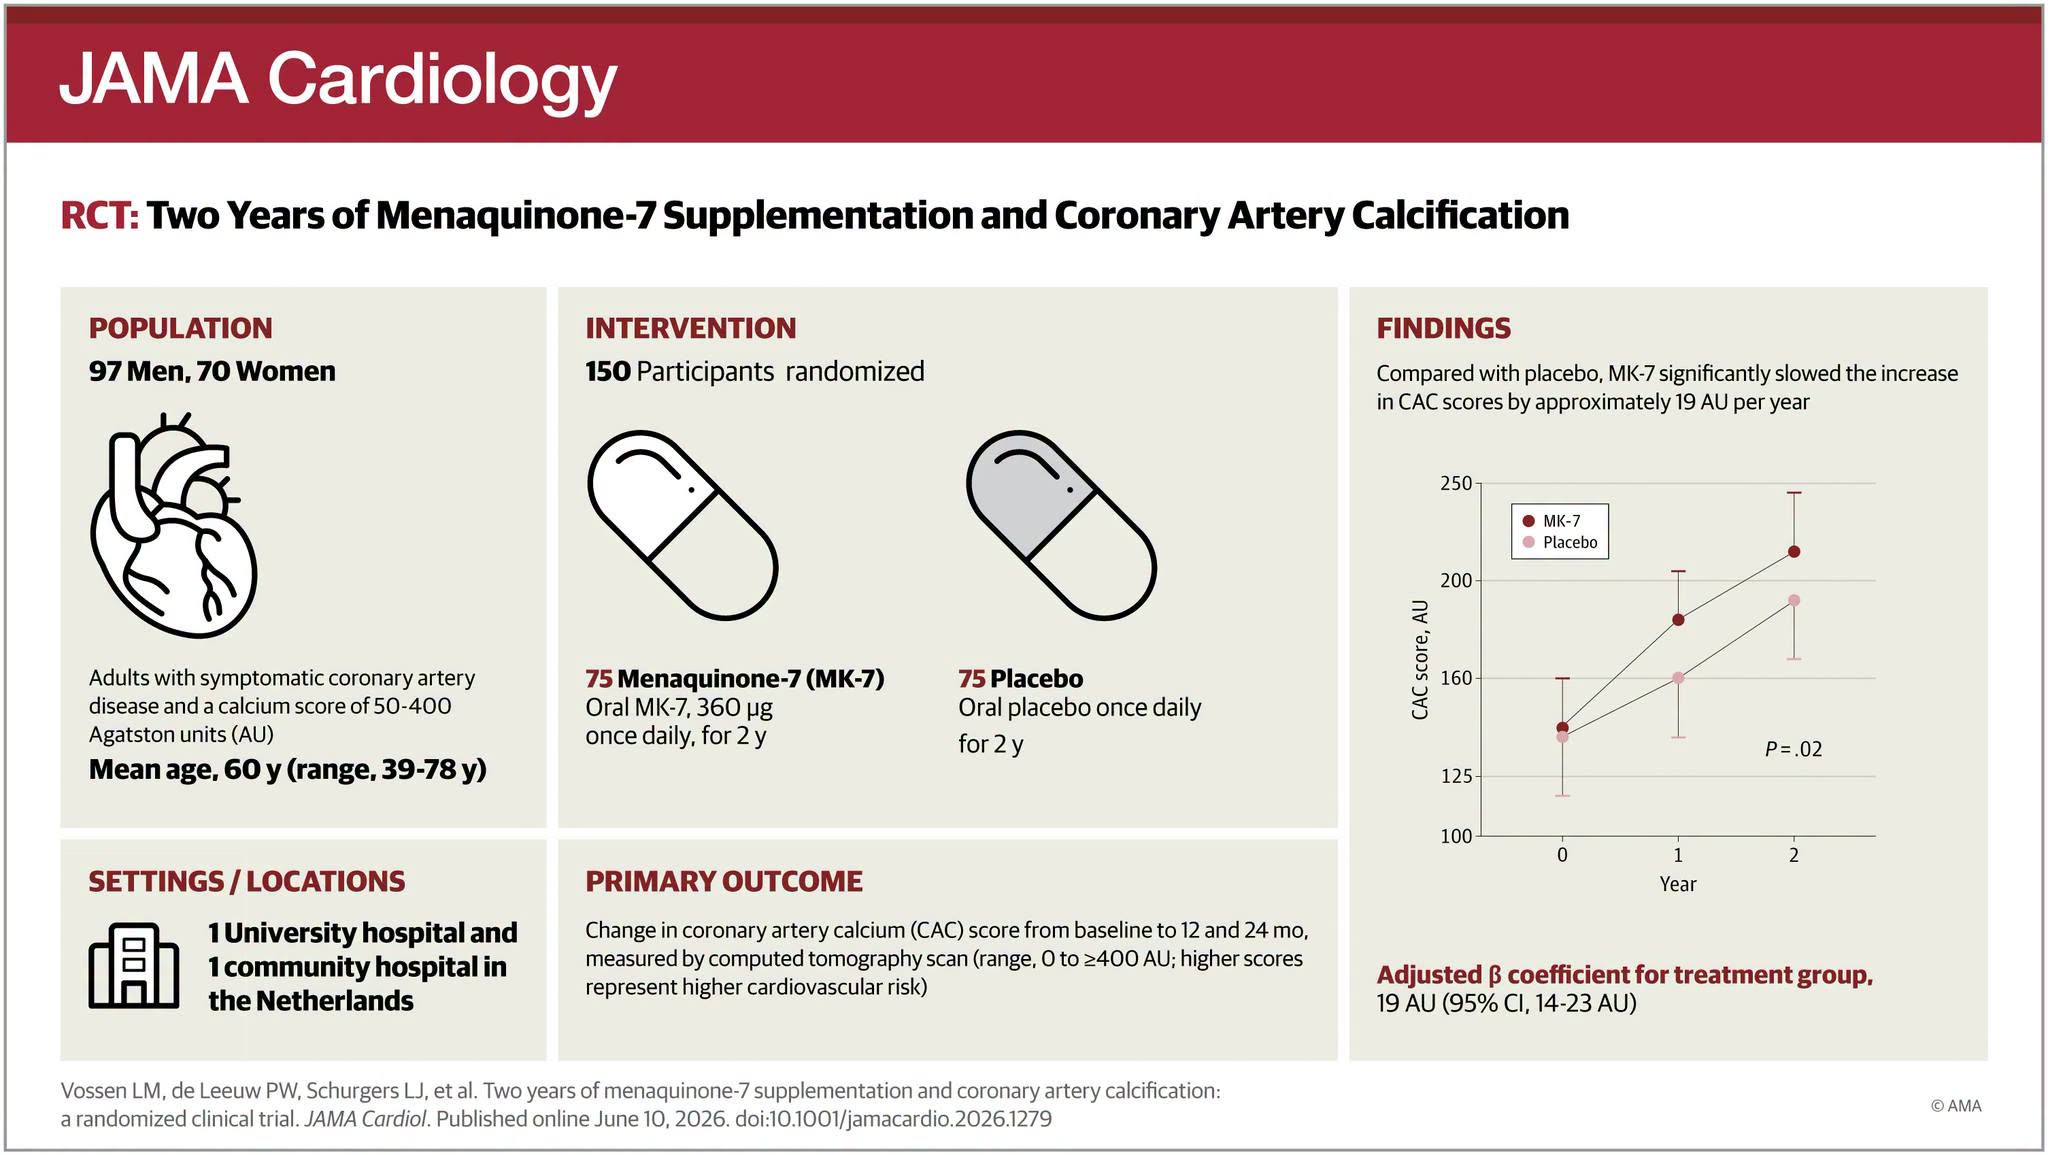 JAMA Cardiology
RCT: Two Years of Menaquinone-7 Supplementation and Coronary Artery Calcification
POPULATION
97 Men, 70 Women
Adults with symptomatic coronary artery
disease and a calcium score of 50-400
Agatston units (AU)
Mean age, 60 y (range, 39-78 y)
INTERVENTION
150 Participants randomized
75 Menaquinone-7 (MK-7)
Oral MK-7, 360 µg
once daily, for 2 y
75 Placebo
Oral placebo once daily
for 2 y
FINDINGS
Compared with placebo, MK-7 significantly slowed the increase
in CAC scores by approximately 19 AU per year
250
200
160
125
100
CAC score, AU
MK-7
Placebo
P = .02
0 1 2
Year
Adjusted β coefficient for treatment group,
19 AU (95% CI, 14-23 AU)
SETTINGS / LOCATIONS
1 University hospital and
1 community hospital in
the Netherlands
PRIMARY OUTCOME
Change in coronary artery calcium (CAC) score from baseline to 12 and 24 mo,
measured by computed tomography scan (range, 0 to ≥400 AU; higher scores
represent higher cardiovascular risk)
Vossen LM, de Leeuw PW, Schurgers LJ, et al. Two years of menaquinone-7 supplementation and coronary artery calcification:
a randomized clinical trial. JAMA Cardiol. Published online June 10, 2026. doi:10.1001/jamacardio.2026.1279
© AMA